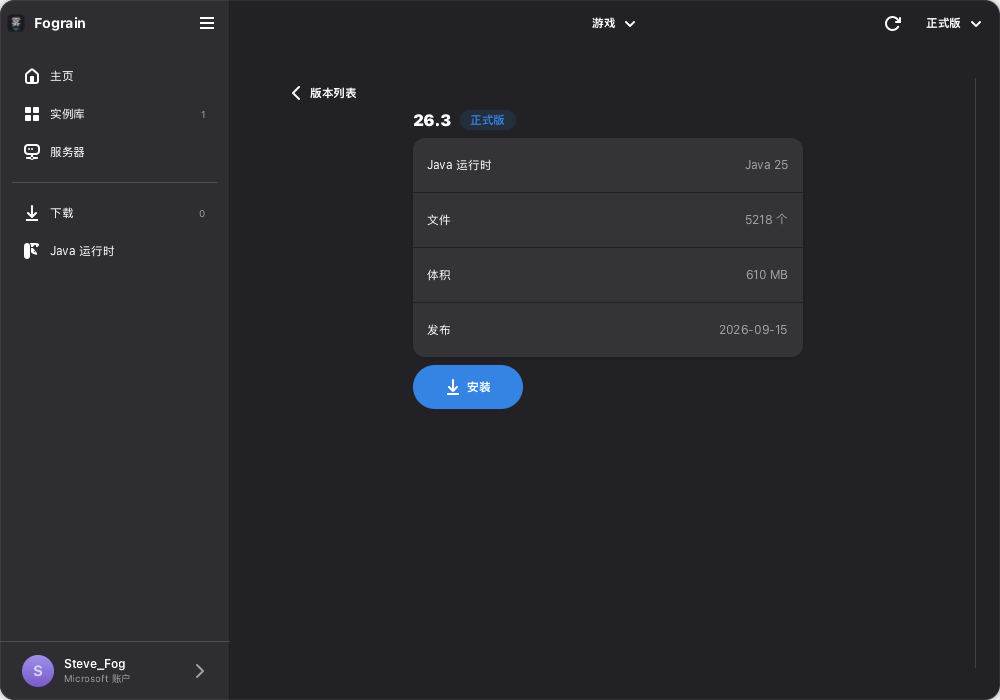 Fograin
游戏
正式版
主页
实例库 1
服务器
下载 0
Java 运行时
版本列表
26.3 正式版
Java 运行时 Java 25
文件 5218 个
体积 610 MB
发布 2026-09-15
安装
S
Steve_Fog
Microsoft 账户